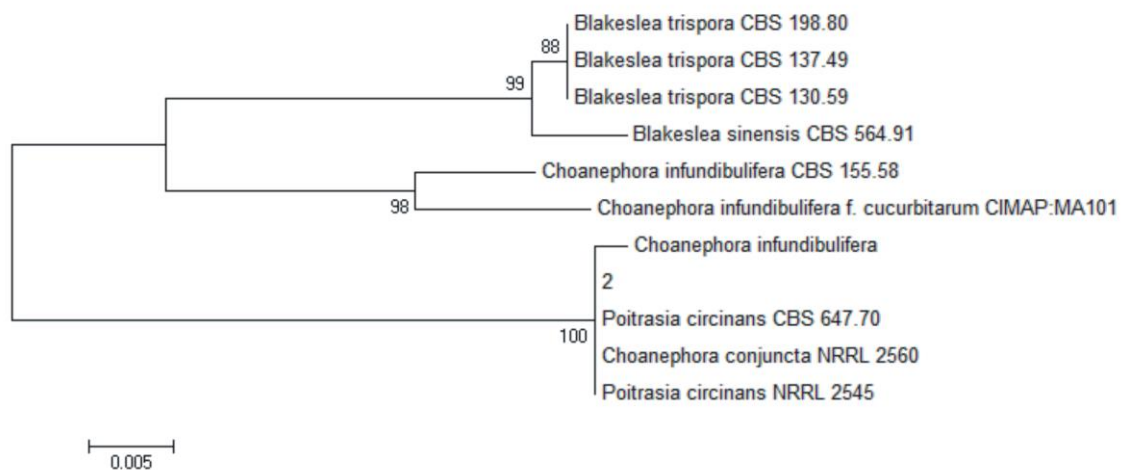 Blakeslea trispora CBS 198.80
88
Blakeslea trispora CBS 137.49
99
Blakeslea trispora CBS 130.59
Blakeslea sinensis CBS 564.91
Choanephora infundibulifera CBS 155.58
98
Choanephora infundibulifera f. cucurbitarum CIMAP:MA101
Choanephora infundibulifera
2
Poitrasia circinans CBS 647.70
100
Choanephora conjuncta NRRL 2560
Poitrasia circinans NRRL 2545
0.005